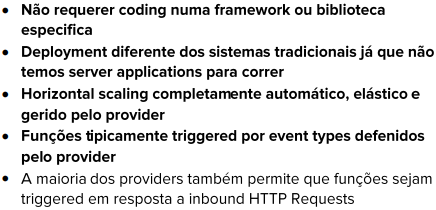 • Não requerer coding numa framework ou biblioteca
especifica
• Deployment diferente dos sistemas tradicionais já que não
temos server applications para correr
• Horizontal scaling completamente automático, elástico e
gerido pelo provider
• Funções tipicamente triggered por event types defenidos
pelo provider
• A maioria dos providers também permite que funções sejam
triggered em resposta a inbound HTTP Requests